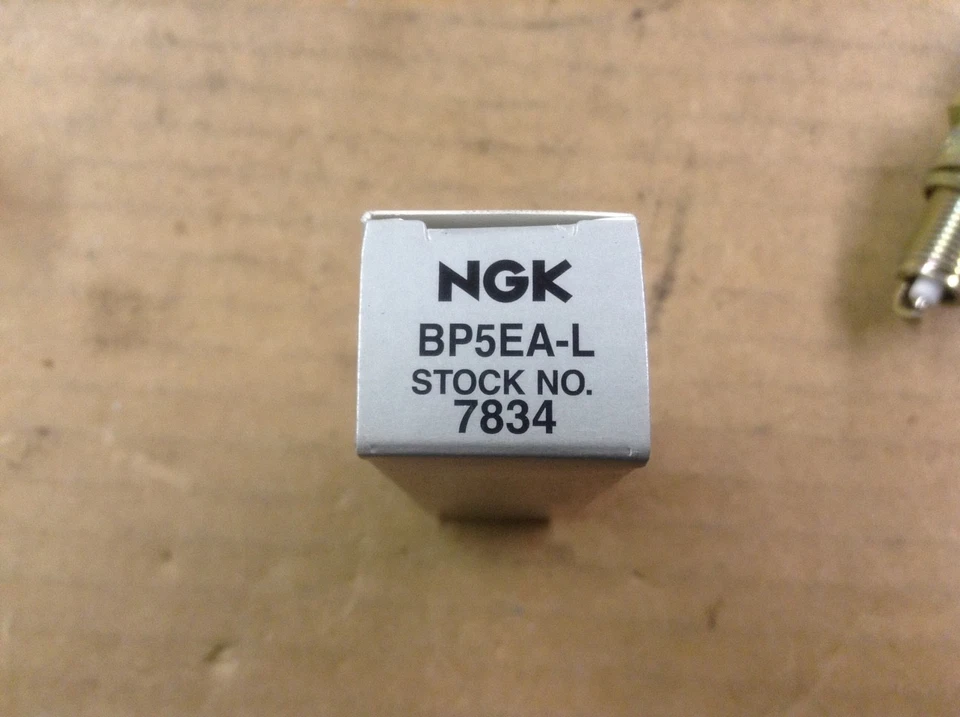 NGK
BP5EA-L
STOCK NO.
7834